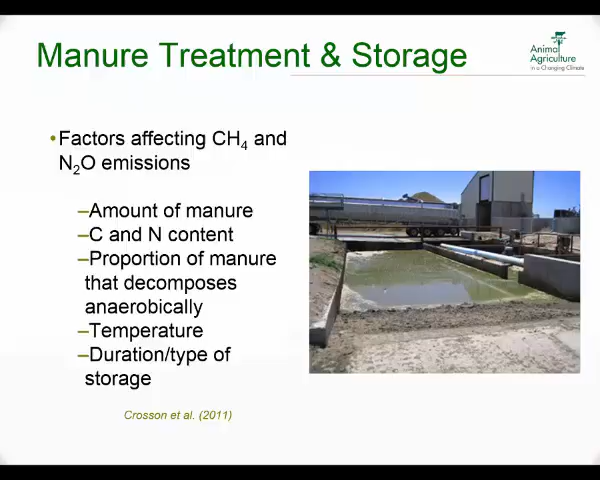 Manure Treatment & Storage
Animal
Agriculture
in a Changing Climate
•Factors affecting CH₄ and
N₂O emissions
–Amount of manure
–C and N content
–Proportion of manure
that decomposes
anaerobically
–Temperature
–Duration/type of
storage
Crosson et al. (2011)